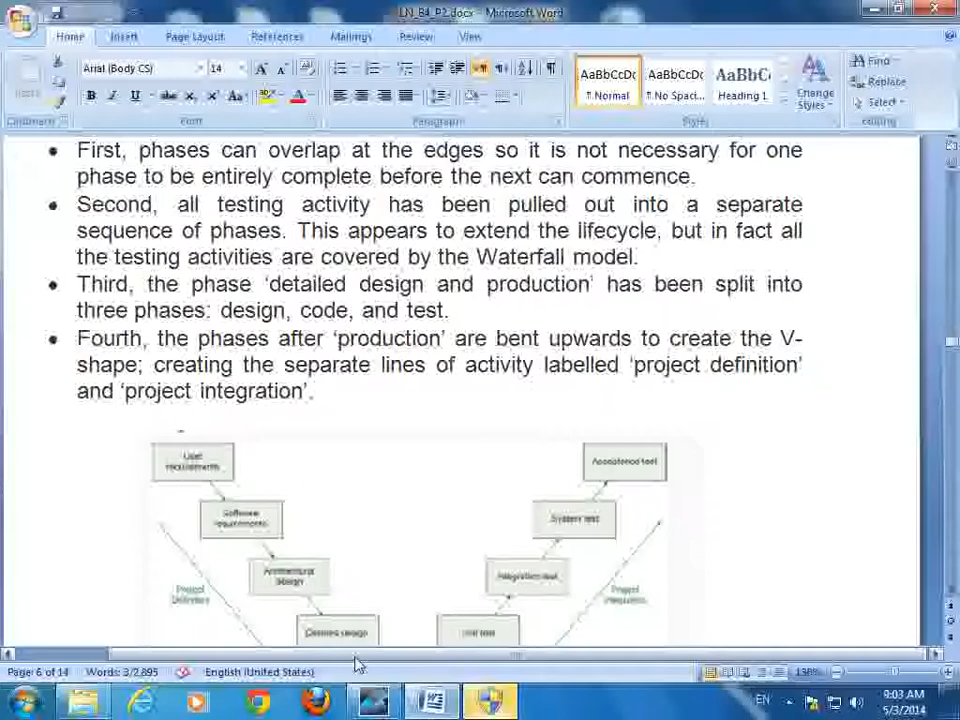 LN_B4_P2.docx - Microsoft Word
Home Insert Page Layout References Mailings Review View
Arial (Body CS) 14
AaBbCcDc AaBbCcDc AaBbC
¶ Normal ¶ No Spaci... Heading 1
Change Styles
Find
Replace
Select
Paste
Clipboard Font Paragraph Styles Editing
• First, phases can overlap at the edges so it is not necessary for one
phase to be entirely complete before the next can commence.
• Second, all testing activity has been pulled out into a separate
sequence of phases. This appears to extend the lifecycle, but in fact all
the testing activities are covered by the Waterfall model.
• Third, the phase ‘detailed design and production’ has been split into
three phases: design, code, and test.
• Fourth, the phases after ‘production’ are bent upwards to create the V-
shape; creating the separate lines of activity labelled ‘project definition’
and ‘project integration’.
User
requirements
Acceptance test
Software
requirements
System test
Architectural
design
Integration test
Project
Definition
Project
Integration
Detailed design
Unit test
Page: 6 of 14 Words: 3/2,895 English (United States) 136%
EN 9:03 AM
5/3/2014